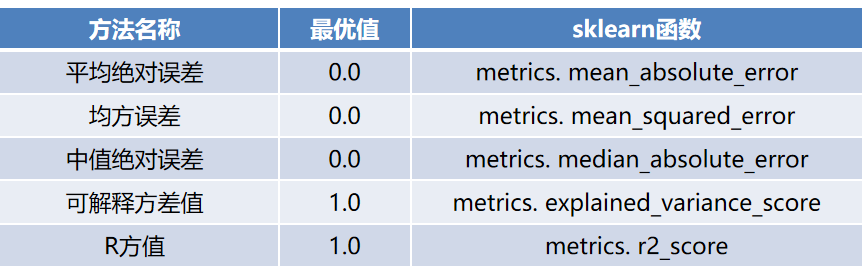 方法名称 最优值 sklearn函数
平均绝对误差 0.0 metrics. mean_absolute_error
均方误差 0.0 metrics. mean_squared_error
中值绝对误差 0.0 metrics. median_absolute_error
可解释方差值 1.0 metrics. explained_variance_score
R方值 1.0 metrics. r2_score